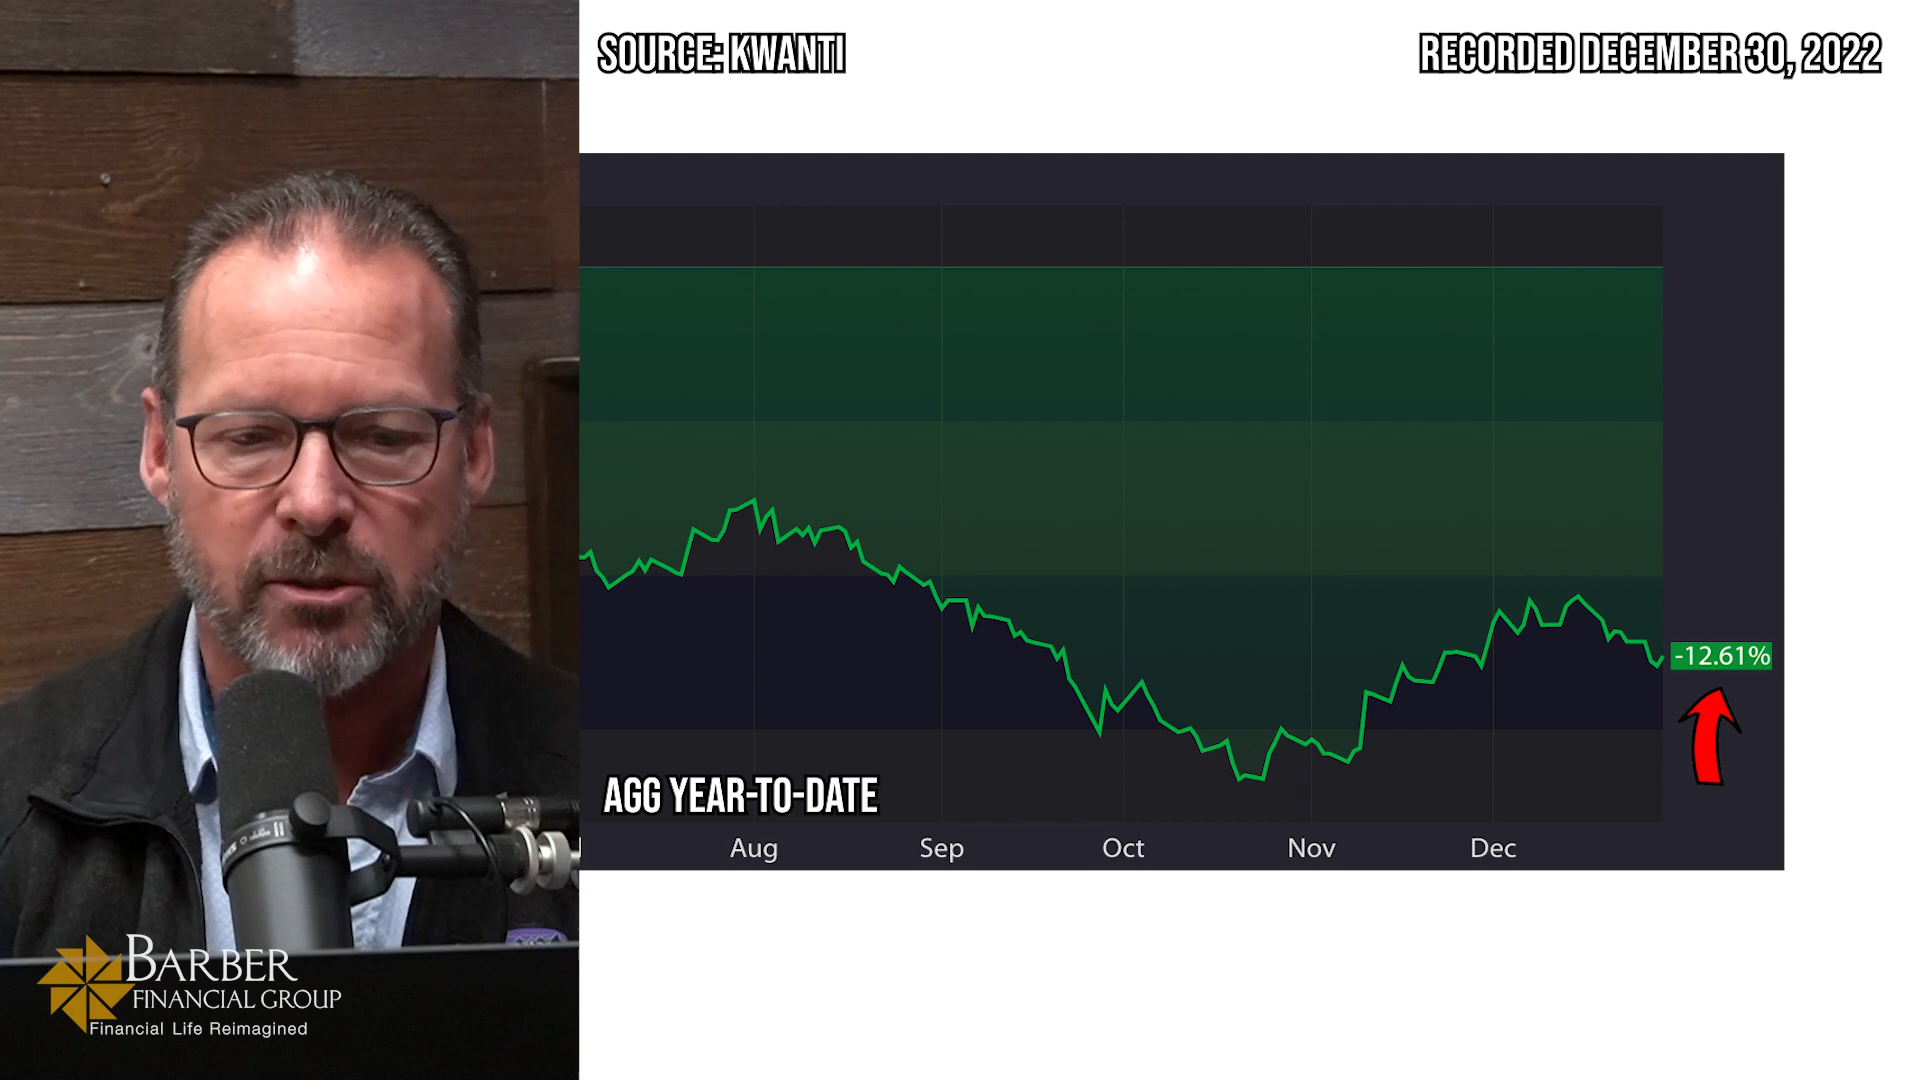 SOURCE: KWANTI
RECORDED DECEMBER 30, 2022
-12.61%
AGG YEAR-TO-DATE
Aug Sep Oct Nov Dec
BARBER
FINANCIAL GROUP
Financial Life Reimagined